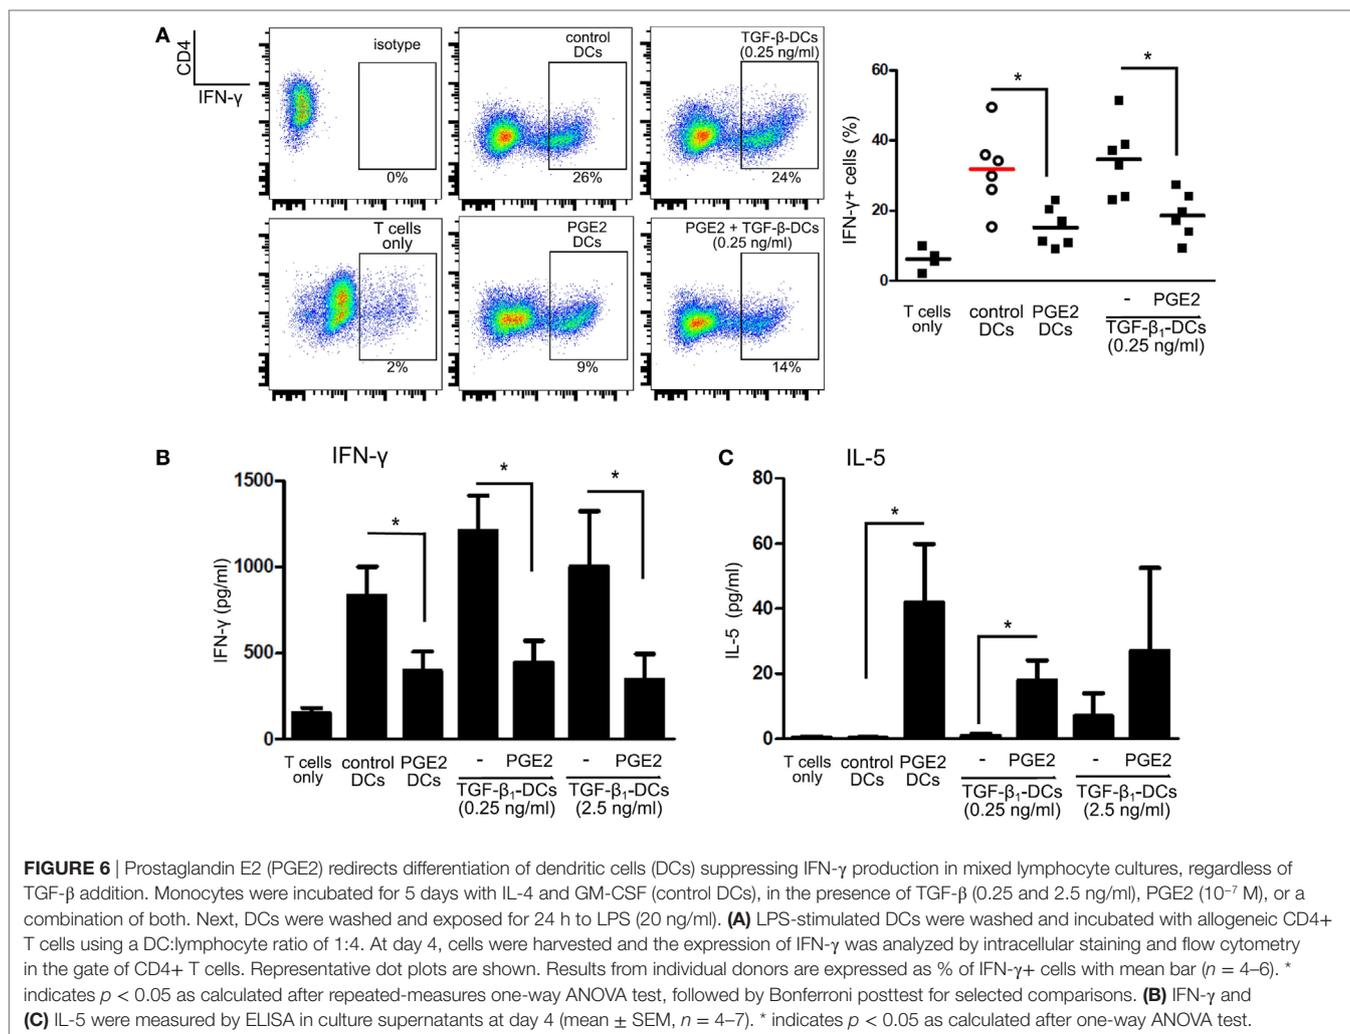 A
CD4
IFN-γ
isotype
0%
control
DCs
26%
TGF-β-DCs
(0.25 ng/ml)
24%
T cells
only
2%
PGE2
DCs
9%
PGE2 + TGF-β-DCs
(0.25 ng/ml)
14%
IFN-γ+ cells (%)
60
40
20
0
*
*
T cells
only
control
DCs
PGE2
DCs
- PGE2
TGF-β₁-DCs
(0.25 ng/ml)
B
IFN-γ
IFN-γ (pg/ml)
1500
1000
500
0
*
*
*
T cells
only
control
DCs
PGE2
DCs
- PGE2
TGF-β₁-DCs
(0.25 ng/ml)
- PGE2
TGF-β₁-DCs
(2.5 ng/ml)
C
IL-5
IL-5 (pg/ml)
80
60
40
20
0
*
*
T cells
only
control
DCs
PGE2
DCs
- PGE2
TGF-β₁-DCs
(0.25 ng/ml)
- PGE2
TGF-β₁-DCs
(2.5 ng/ml)
FIGURE 6 | Prostaglandin E2 (PGE2) redirects differentiation of dendritic cells (DCs) suppressing IFN-γ production in mixed lymphocyte cultures, regardless of
TGF-β addition. Monocytes were incubated for 5 days with IL-4 and GM-CSF (control DCs), in the presence of TGF-β (0.25 and 2.5 ng/ml), PGE2 (10⁻⁷ M), or a
combination of both. Next, DCs were washed and exposed for 24 h to LPS (20 ng/ml). (A) LPS-stimulated DCs were washed and incubated with allogeneic CD4+
T cells using a DC:lymphocyte ratio of 1:4. At day 4, cells were harvested and the expression of IFN-γ was analyzed by intracellular staining and flow cytometry
in the gate of CD4+ T cells. Representative dot plots are shown. Results from individual donors are expressed as % of IFN-γ+ cells with mean bar (n = 4–6). *
indicates p < 0.05 as calculated after repeated-measures one-way ANOVA test, followed by Bonferroni posttest for selected comparisons. (B) IFN-γ and
(C) IL-5 were measured by ELISA in culture supernatants at day 4 (mean ± SEM, n = 4–7). * indicates p < 0.05 as calculated after one-way ANOVA test.